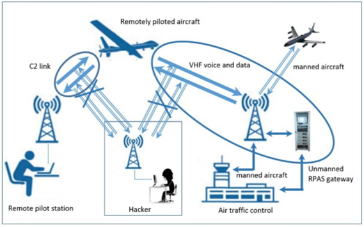 Remotely piloted aircraft
C2 link
VHF voice and data
manned aircraft
Remote pilot station
Hacker
manned aircraft
Air traffic control
Unmanned
RPAS gateway